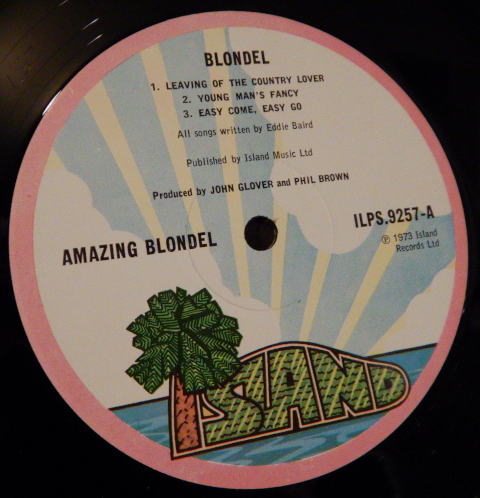 BLONDEL
1. LEAVING OF THE COUNTRY LOVER
2. YOUNG MAN'S FANCY
3. EASY COME, EASY GO
All songs written by Eddie Baird
Published by Island Music Ltd
Produced by JOHN GLOVER and PHIL BROWN
AMAZING BLONDEL
ILPS.9257-A
℗ 1973 Island
Records Ltd
ISLAND